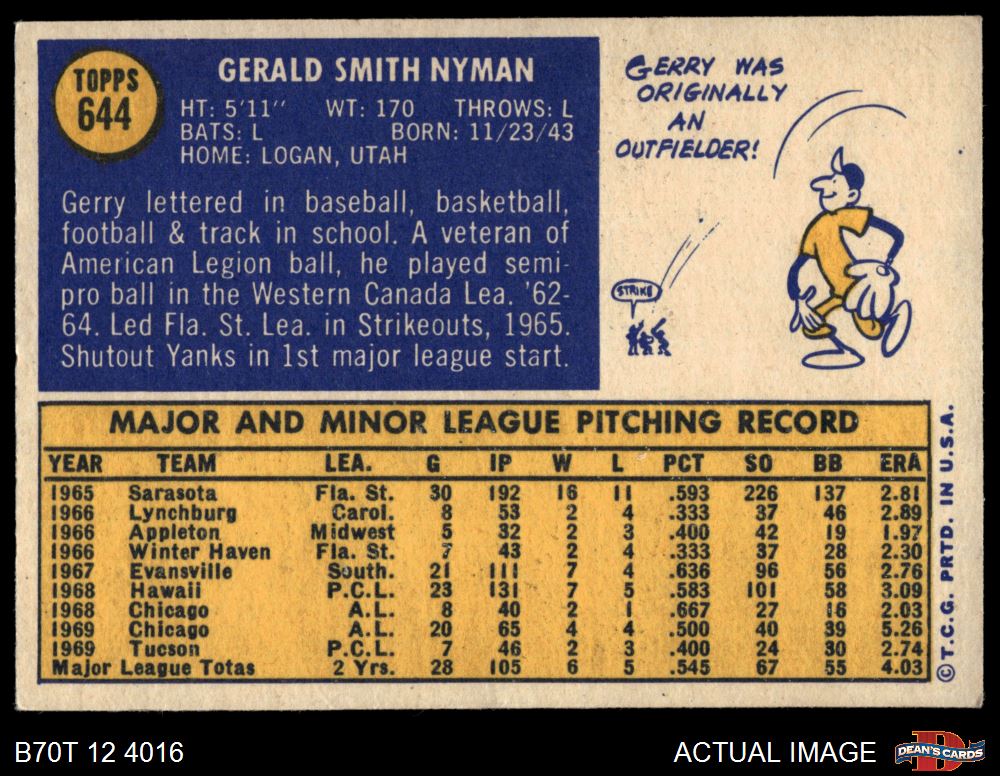 TOPPS
644
GERALD SMITH NYMAN
HT: 5'11" WT: 170 THROWS: L
BATS: L BORN: 11/23/43
HOME: LOGAN, UTAH
Gerry lettered in baseball, basketball,
football & track in school. A veteran of
American Legion ball, he played semi-
pro ball in the Western Canada Lea. '62-
64. Led Fla. St. Lea. in Strikeouts, 1965.
Shutout Yanks in 1st major league start.
GERRY WAS
ORIGINALLY
AN
OUTFIELDER!
STRIKE
MAJOR AND MINOR LEAGUE PITCHING RECORD
YEAR TEAM LEA. G IP W L PCT SO BB ERA
1965 Sarasota Fla. St. 30 192 16 11 .593 226 137 2.81
1966 Lynchburg Carol. 8 53 2 4 .333 37 46 2.89
1966 Appleton Midwest 5 32 2 3 .400 42 19 1.97
1966 Winter Haven Fla. St. 7 43 2 4 .333 37 28 2.30
1967 Evansville South. 21 111 7 4 .636 96 56 2.76
1968 Hawaii P.C.L. 23 131 7 5 .583 101 58 3.09
1968 Chicago A.L. 8 40 2 1 .667 27 16 2.03
1969 Chicago A.L. 20 65 4 4 .500 40 39 5.26
1969 Tucson P.C.L. 7 46 2 3 .400 24 30 2.74
Major League Totas 2 Yrs. 28 105 6 5 .545 67 55 4.03
© T.C.G. PRTD. IN U.S.A.
B70T 12 4016
ACTUAL IMAGE
DEAN'S CARDS